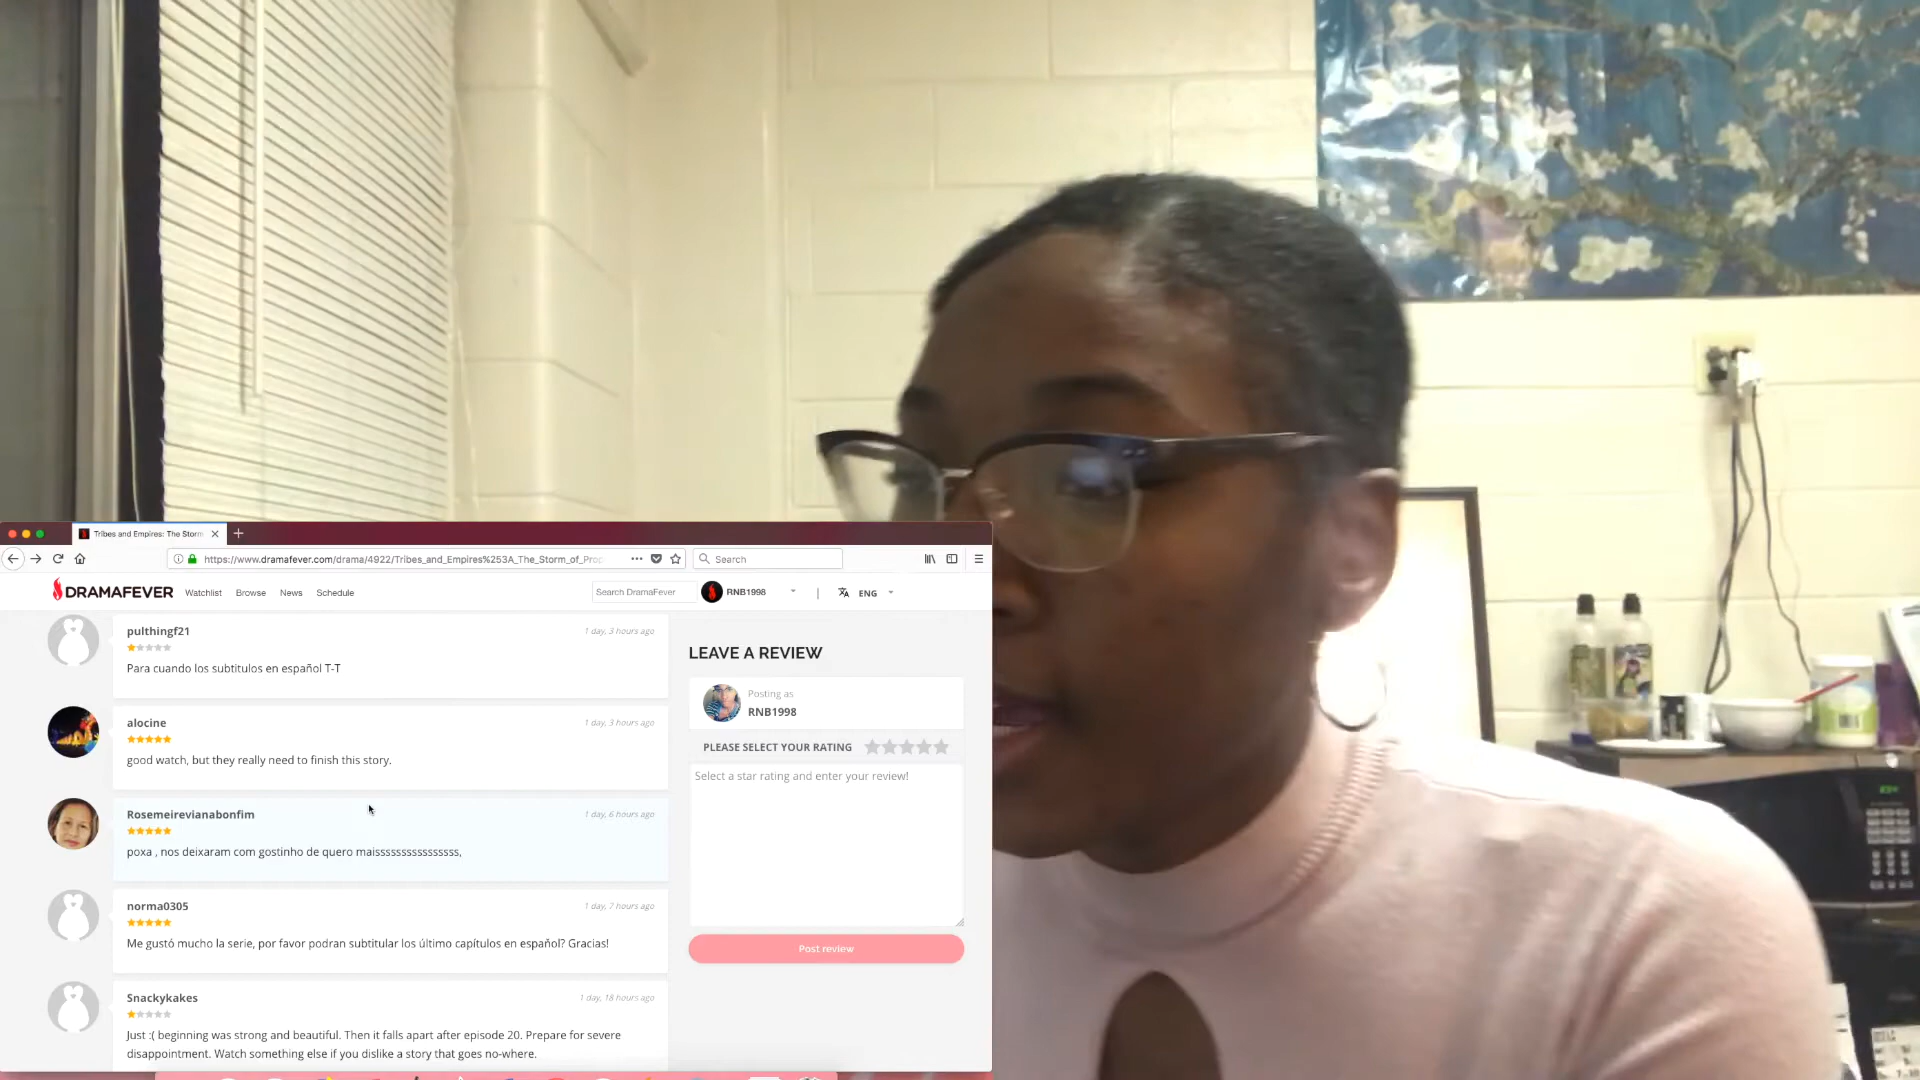 Tribes and Empires: The Storm
https://www.dramafever.com/drama/4922/Tribes_and_Empires%253A_The_Storm_of_Prop
Search
DRAMAFEVER
Watchlist
Browse
News
Schedule
Search DramaFever
RNB1998
ENG
pulthingf21
1 day, 3 hours ago
Para cuando los subtitulos en español T-T
alocine
1 day, 3 hours ago
good watch, but they really need to finish this story.
Rosemeirevianabonfim
1 day, 6 hours ago
poxa , nos deixaram com gostinho de quero maissssssssssssssss,
norma0305
1 day, 7 hours ago
Me gustó mucho la serie, por favor podran subtitular los último capítulos en español? Gracias!
Snackykakes
1 day, 18 hours ago
Just :( beginning was strong and beautiful. Then it falls apart after episode 20. Prepare for severe
disappointment. Watch something else if you dislike a story that goes no-where.
LEAVE A REVIEW
Posting as
RNB1998
PLEASE SELECT YOUR RATING
Select a star rating and enter your review!
Post review